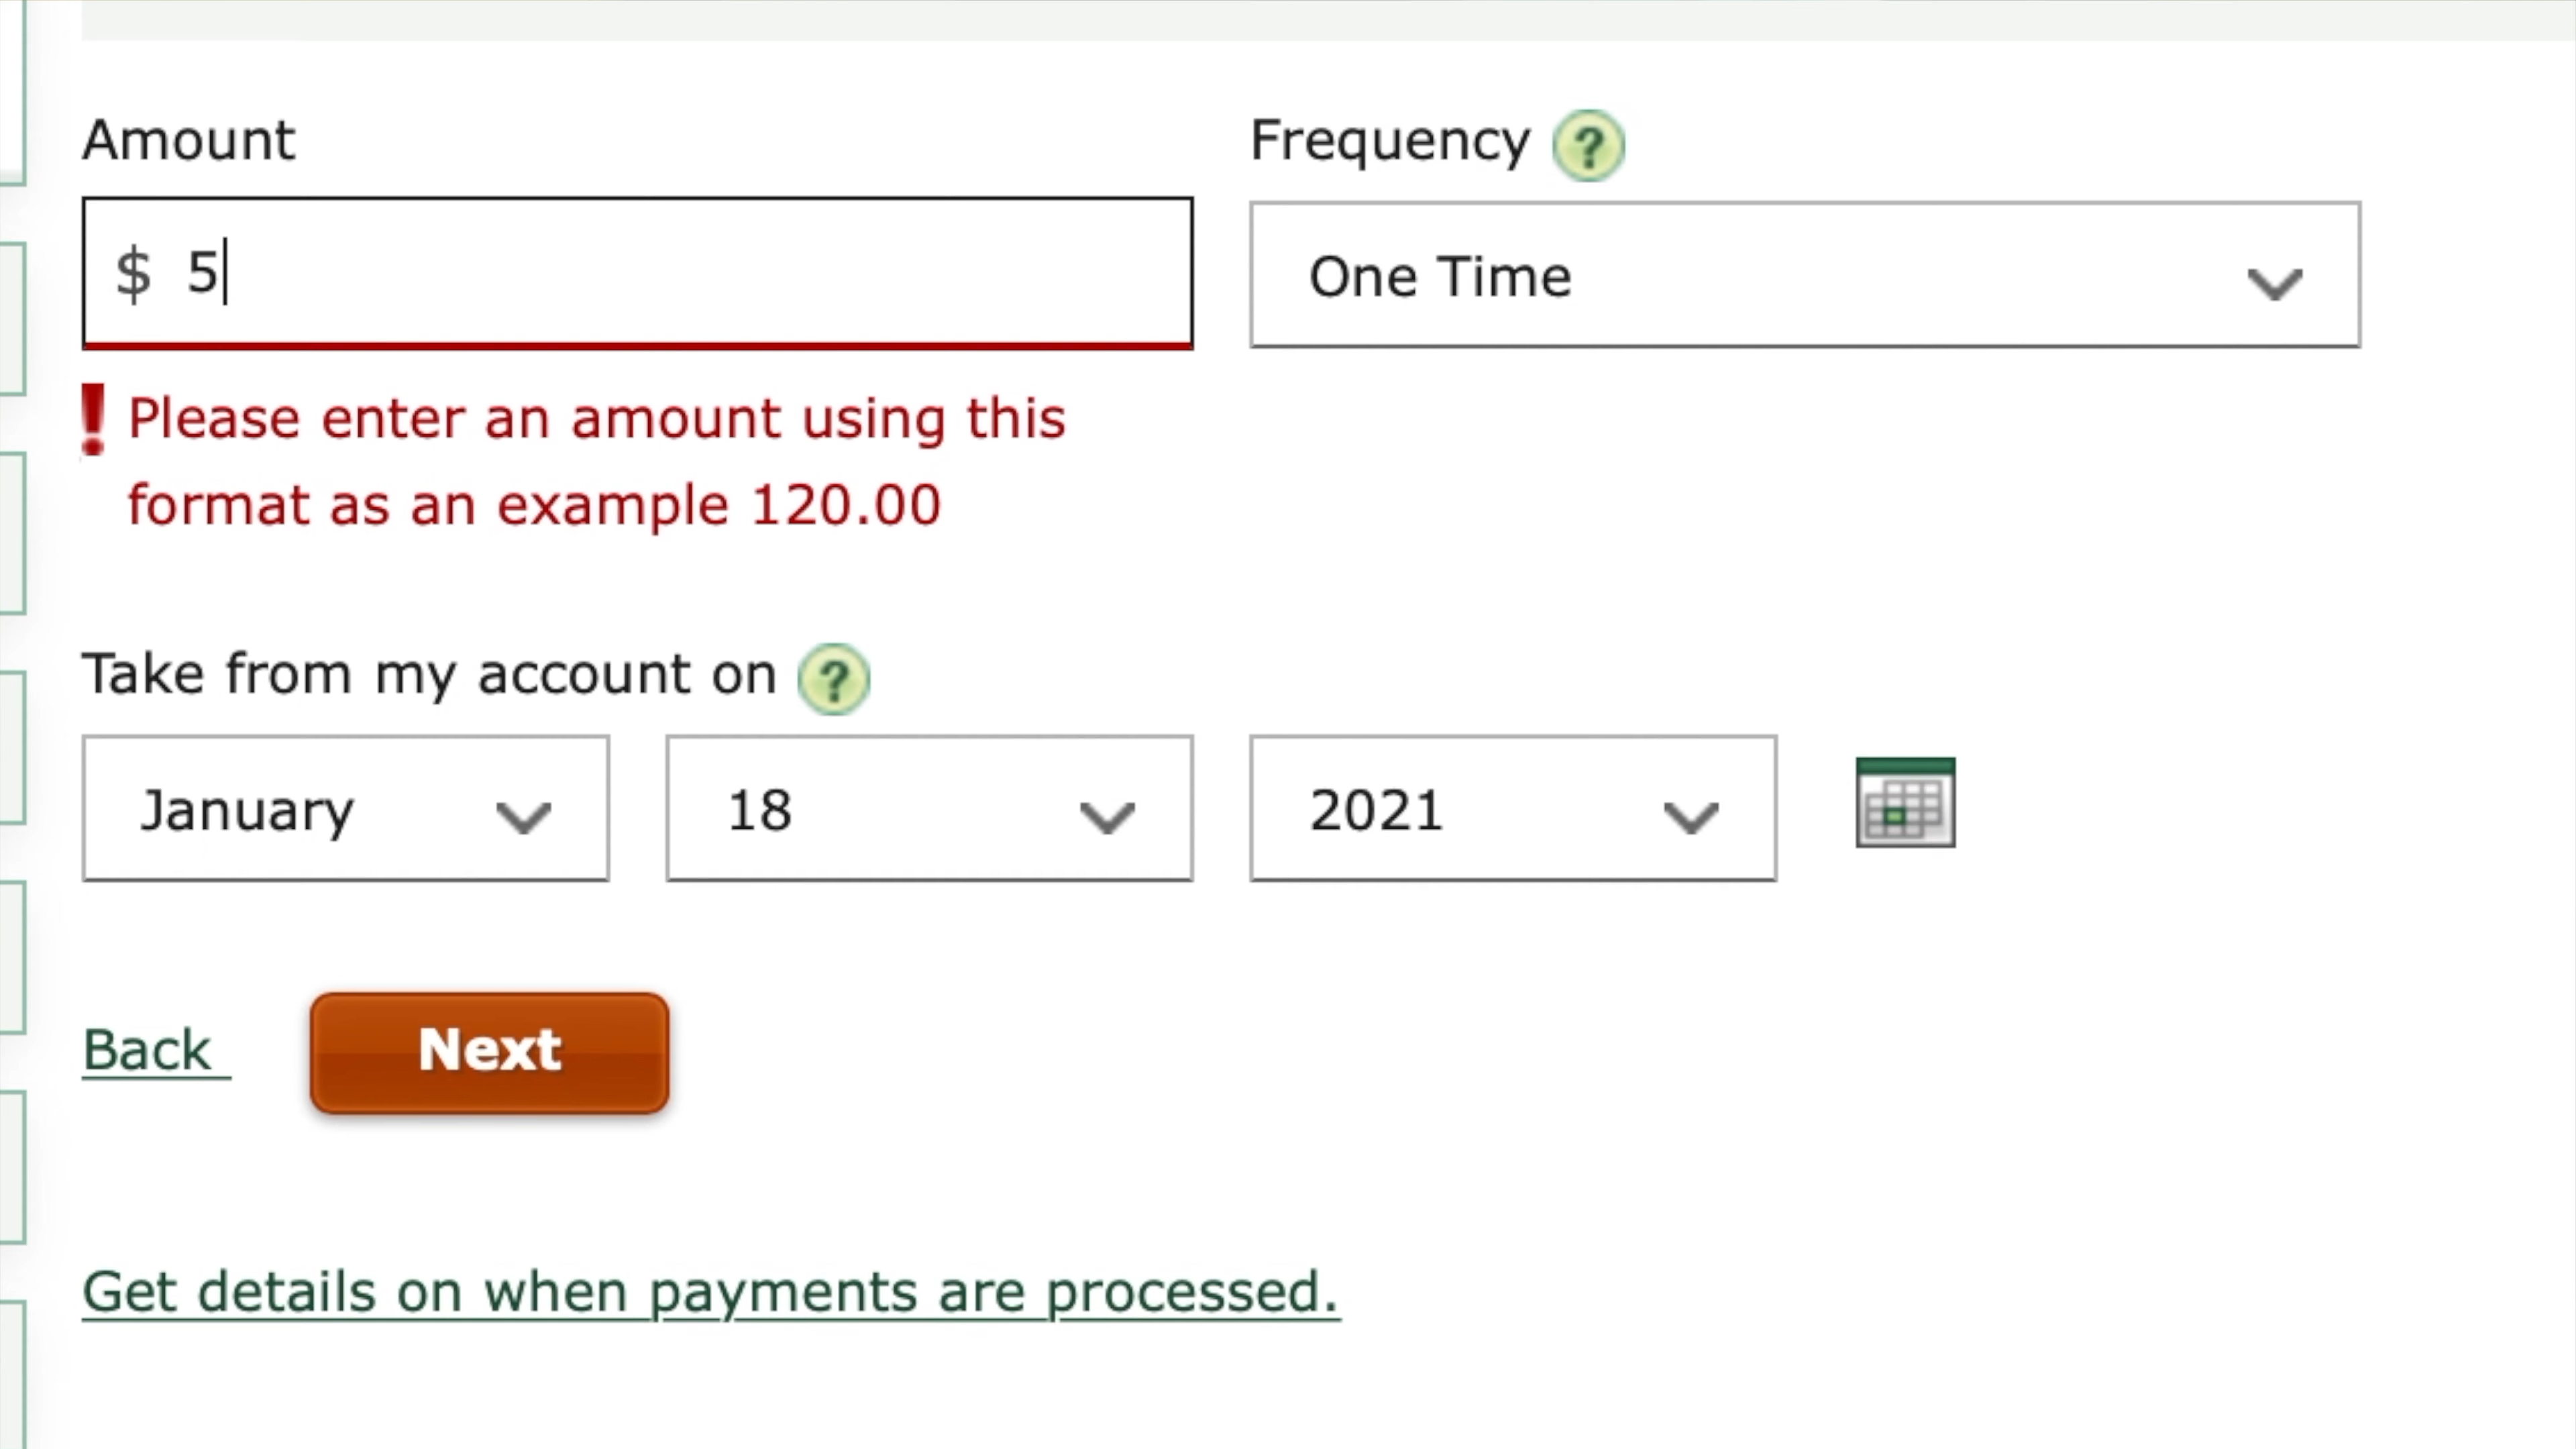 Amount
Frequency ?
$ 5
One Time
! Please enter an amount using this
format as an example 120.00
Take from my account on ?
January
18
2021
Back
Next
Get details on when payments are processed.